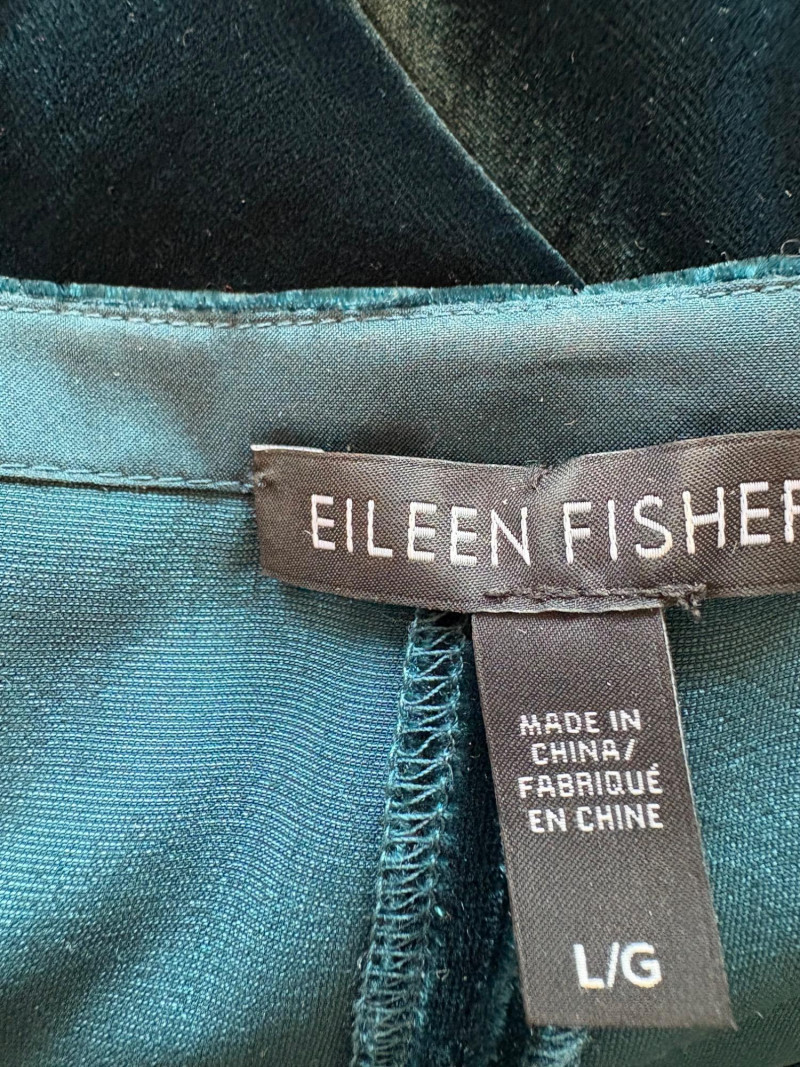 EILEEN FISHER
MADE IN
CHINA/
FABRIQUÉ
EN CHINE
L/G